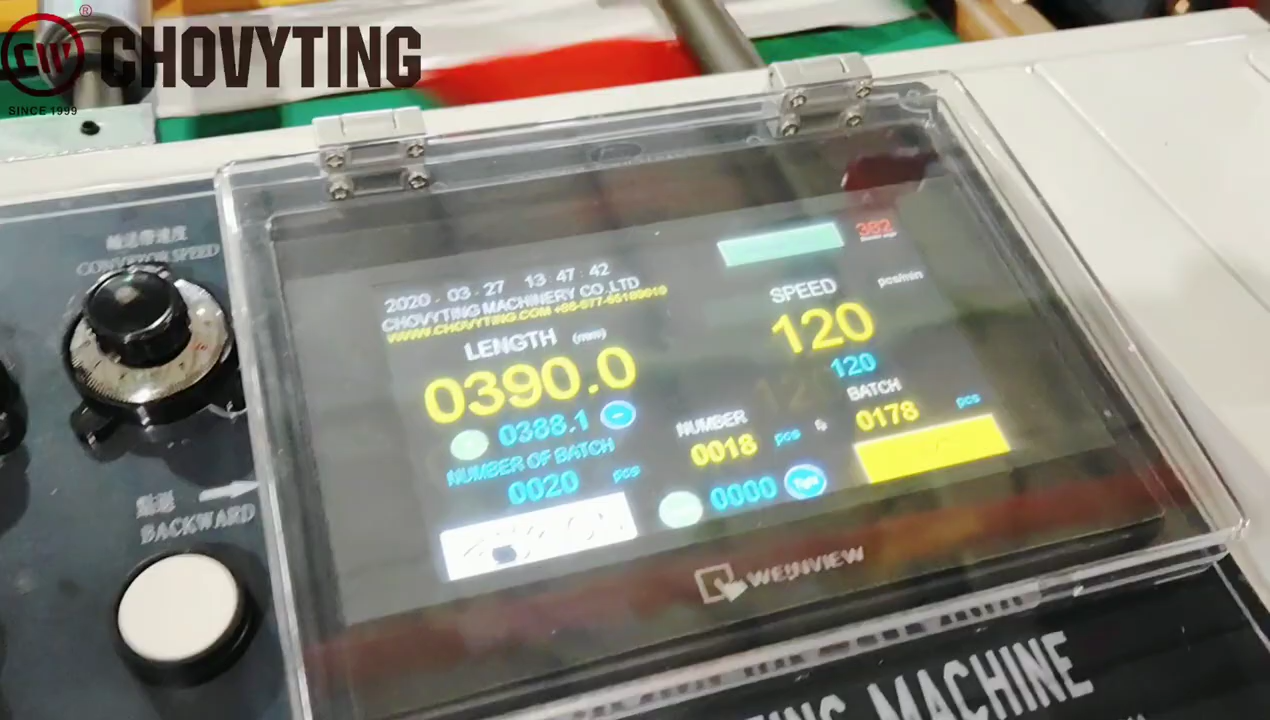 CHOVYTING
®
SINCE 1999
輸送帶速度
CONVEYOR SPEED
BACKWARD
2020 - 03 - 27 13 : 47 : 42
CHOVYTING MACHINERY CO.,LTD
WWW.CHOVYTING.COM
LENGTH (mm)
0390.0
0388.1
NUMBER OF BATCH
0020 pcs
382
SPEED pcs/min
120
120
NUMBER
0018 pcs
0000
BATCH
0178 pcs
WEINVIEW
MACHINE